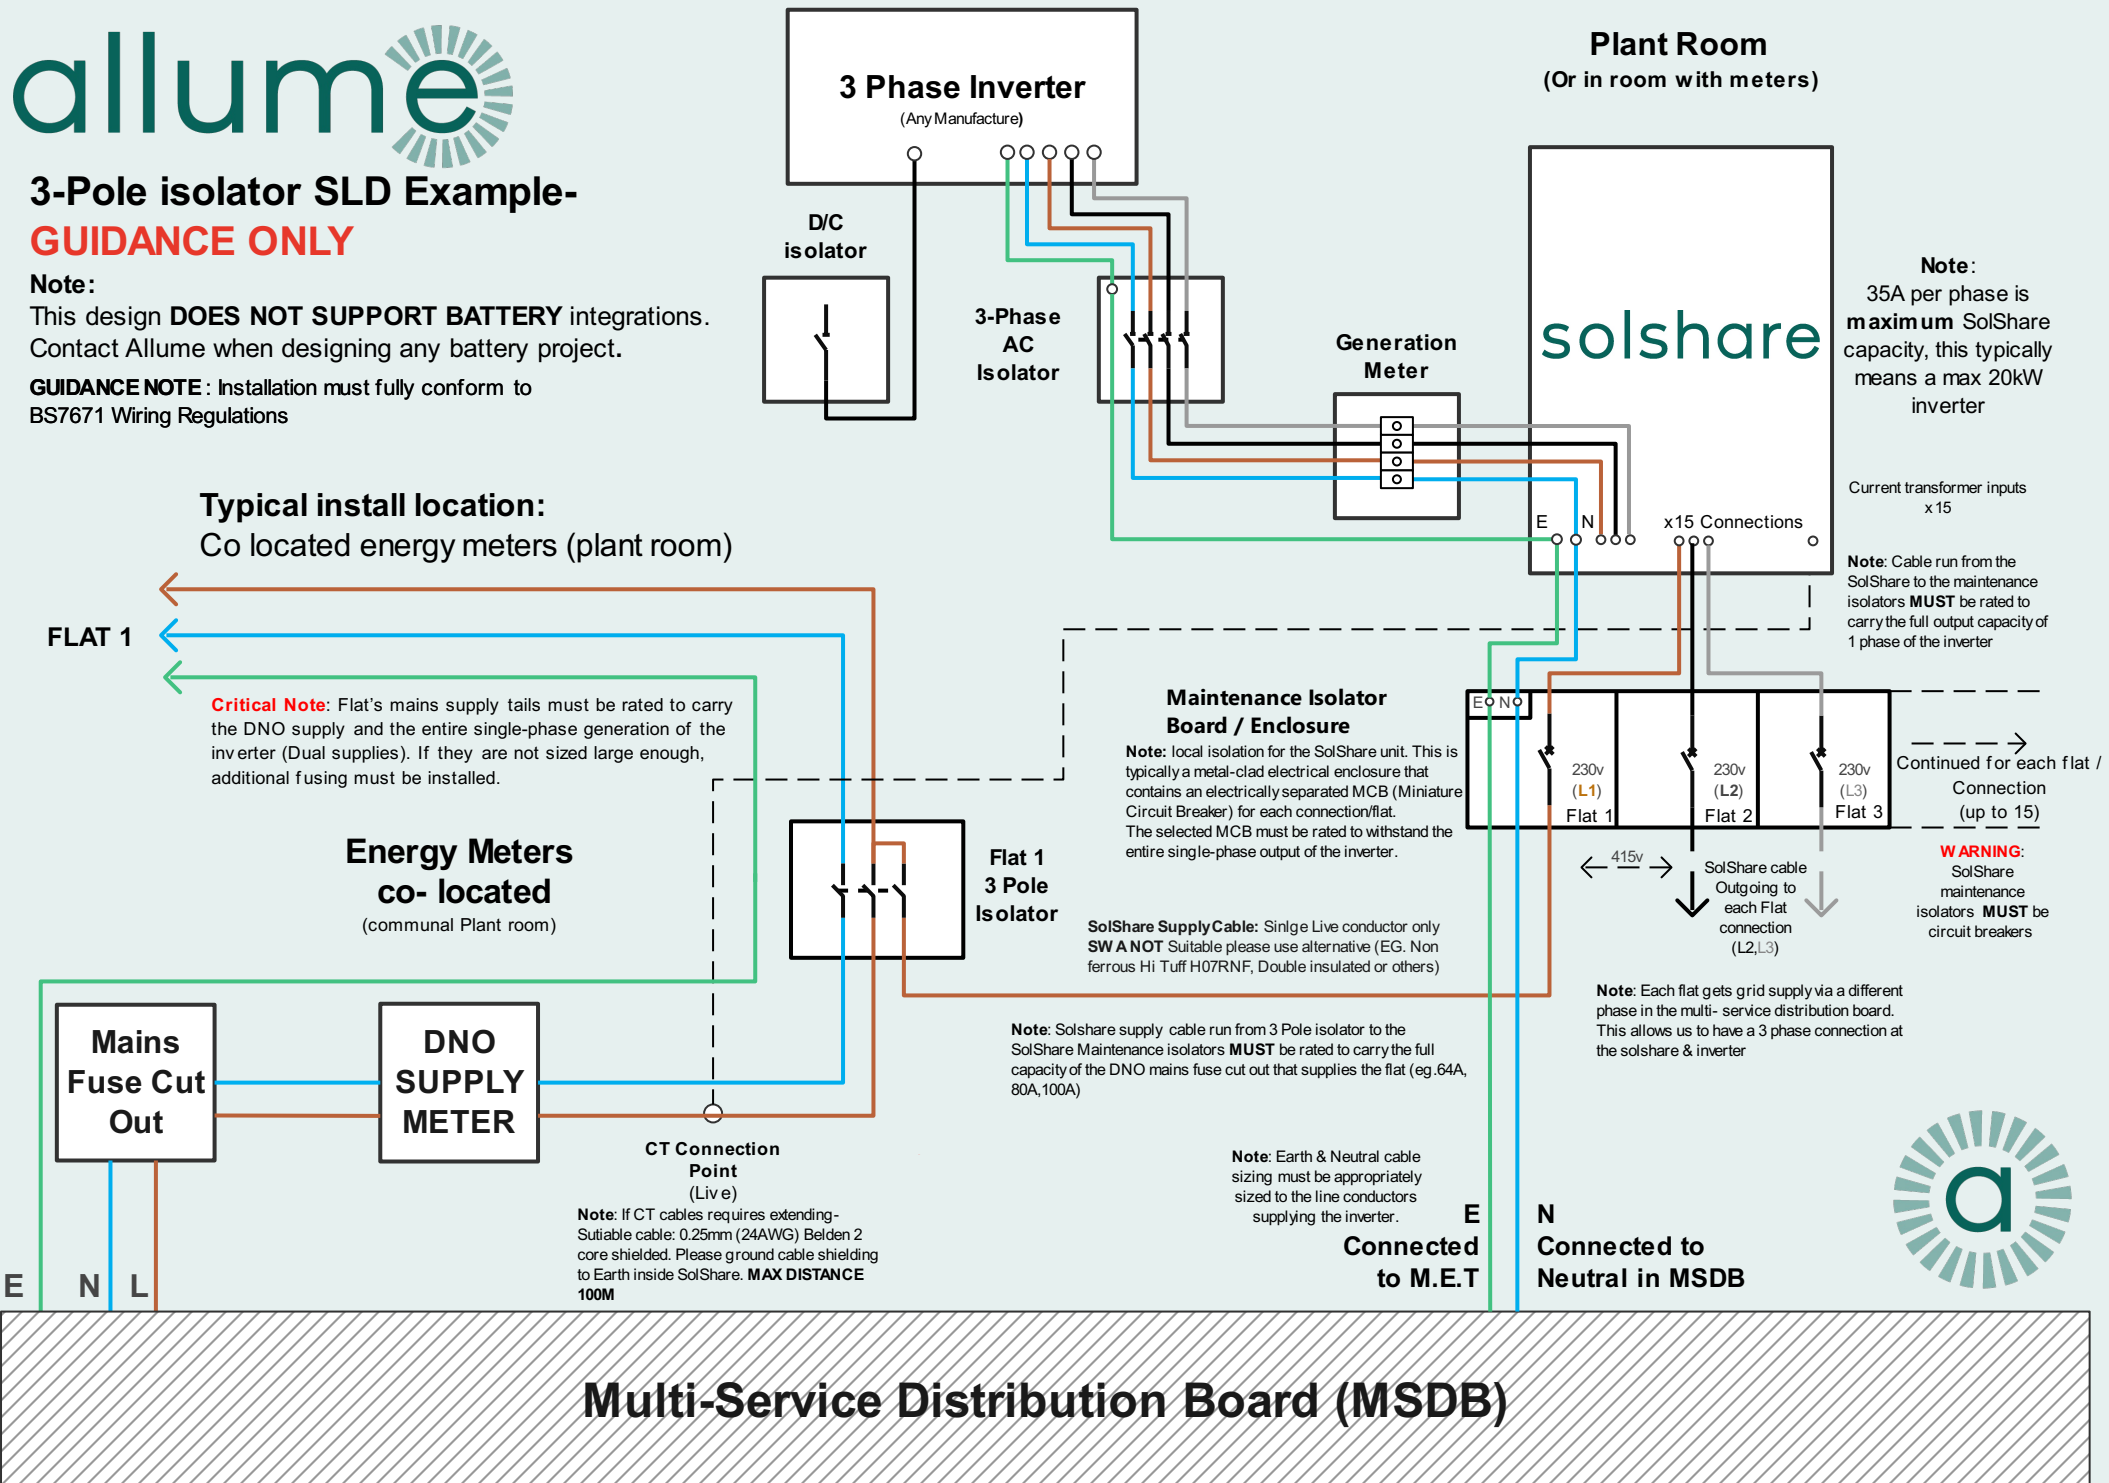 allume
3-Pole isolator SLD Example-
GUIDANCE ONLY
Note:
This design DOES NOT SUPPORT BATTERY integrations.
Contact Allume when designing any battery project.
GUIDANCE NOTE : Installation must fully conform to
BS7671 Wiring Regulations
3 Phase Inverter
(Any Manufacture)
D/C
isolator
3-Phase
AC
Isolator
Generation
Meter
Plant Room
(Or in room with meters)
solshare
E
N
x15 Connections
Note:
35A per phase is
maximum SolShare
capacity, this typically
means a max 20kW
inverter
Current transformer inputs
x15
Note: Cable run from the
SolShare to the maintenance
isolators MUST be rated to
carry the full output capacity of
1 phase of the inverter
Typical install location:
Co located energy meters (plant room)
FLAT 1
Critical Note: Flat's mains supply tails must be rated to carry
the DNO supply and the entire single-phase generation of the
inverter (Dual supplies). If they are not sized large enough,
additional fusing must be installed.
Energy Meters
co- located
(communal Plant room)
Flat 1
3 Pole
Isolator
Maintenance Isolator
Board / Enclosure
Note: local isolation for the SolShare unit. This is
typically a metal-clad electrical enclosure that
contains an electrically separated MCB (Miniature
Circuit Breaker) for each connection/flat.
The selected MCB must be rated to withstand the
entire single-phase output of the inverter.
E
N
230v
(L1)
Flat 1
230v
(L2)
Flat 2
230v
(L3)
Flat 3
Continued for each flat /
Connection
(up to 15)
415v
SolShare cable
Outgoing to
each Flat
connection
(L2,L3)
WARNING:
SolShare
maintenance
isolators MUST be
circuit breakers
SolShare Supply Cable: Sinlge Live conductor only
SWA NOT Suitable please use alternative (EG. Non
ferrous Hi Tuff H07RNF, Double insulated or others)
Note: Each flat gets grid supply via a different
phase in the multi- service distribution board.
This allows us to have a 3 phase connection at
the solshare & inverter
Note: Solshare supply cable run from 3 Pole isolator to the
SolShare Maintenance isolators MUST be rated to carry the full
capacity of the DNO mains fuse cut out that supplies the flat (eg.64A,
80A,100A)
Mains
Fuse Cut
Out
DNO
SUPPLY
METER
CT Connection
Point
(Live)
Note: If CT cables requires extending-
Sutiable cable: 0.25mm (24AWG) Belden 2
core shielded. Please ground cable shielding
to Earth inside SolShare. MAX DISTANCE
100M
Note: Earth & Neutral cable
sizing must be appropriately
sized to the line conductors
supplying the inverter.
E
Connected
to M.E.T
N
Connected to
Neutral in MSDB
a
E
N
L
Multi-Service Distribution Board (MSDB)